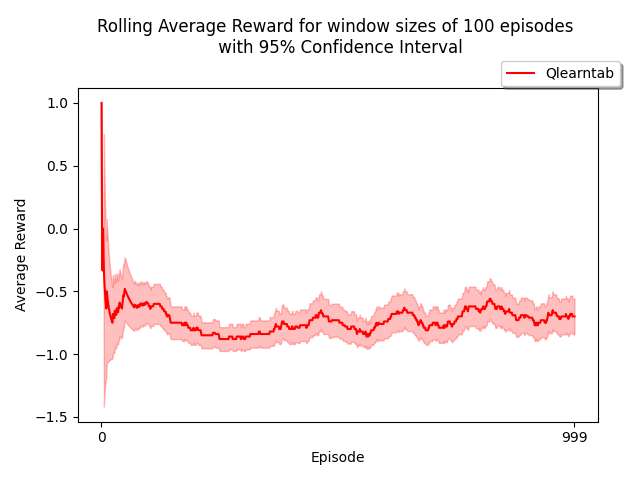 Rolling Average Reward for window sizes of 100 episodes
with 95% Confidence Interval
Qlearntab
1.0
0.5
0.0
−0.5
−1.0
−1.5
Average Reward
0
999
Episode